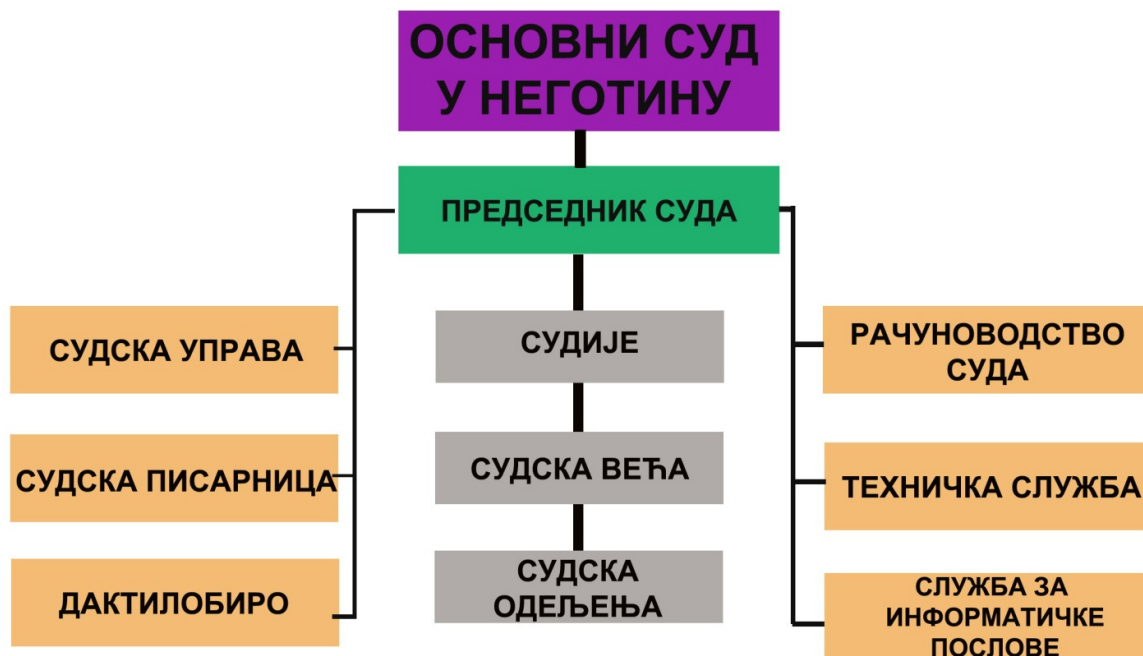 ОСНОВНИ СУД
У НЕГОТИНУ
ПРЕДСЕДНИК СУДА
СУДСКА УПРАВА
СУДСКА ПИСАРНИЦА
ДАКТИЛОБИРО
СУДИЈЕ
СУДСКА ВЕЋА
СУДСКА
ОДЕЉЕЊА
РАЧУНОВОДСТВО
СУДА
ТЕХНИЧКА СЛУЖБА
СЛУЖБА ЗА
ИНФОРМАТИЧКЕ
ПОСЛОВЕ